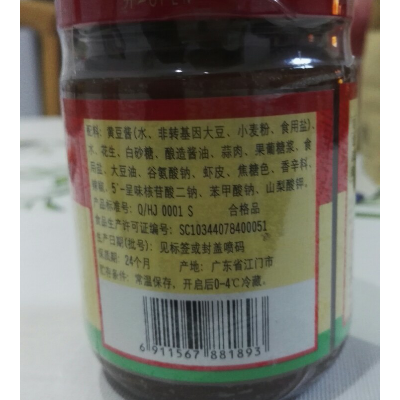 配料：黄豆酱(水、非转基因大豆、小麦粉、食用盐)、
水、花生、白砂糖、酿造酱油、蒜肉、果葡糖浆、食用
盐、大豆油、谷氨酸钠、虾皮、焦糖色、香辛料、
辣椒、5'-呈味核苷酸二钠、苯甲酸钠、山梨酸钾。
产品标准号: Q/HJ 0001 S 合格品
食品生产许可证编号: SC10344078400051
生产日期(批号): 见标签或封盖喷码
保质期: 24个月 产地: 广东省江门市
贮存条件: 常温保存，开启后0-4℃冷藏。
6 911567 881893